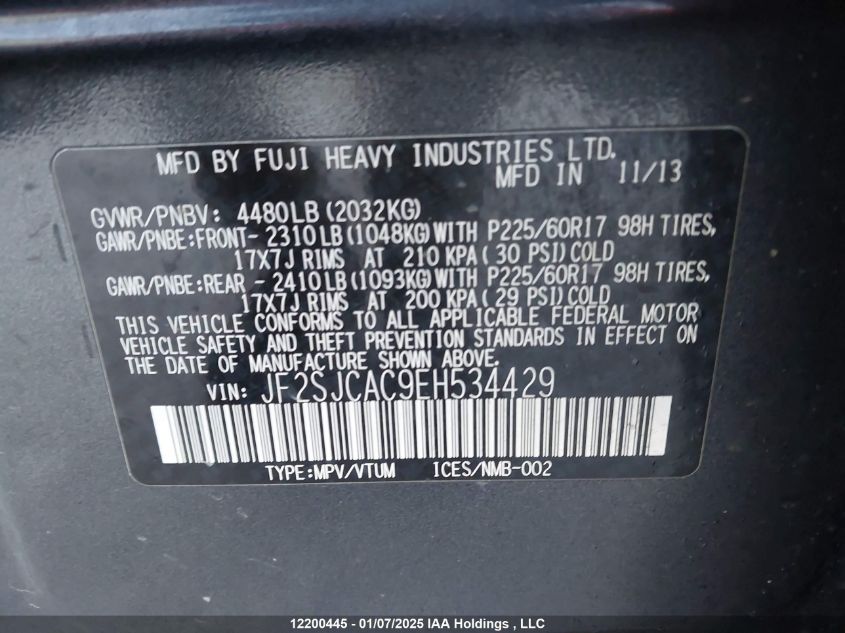 MFD BY FUJI HEAVY INDUSTRIES LTD.
MFD IN 11/13
GVWR/PNBV: 4480LB (2032KG)
GAWR/PNBE:FRONT- 2310LB (1048KG) WITH P225/60R17 98H TIRES,
17X7J RIMS AT 210 KPA ( 30 PSI) COLD
GAWR/PNBE:REAR - 2410LB (1093KG) WITH P225/60R17 98H TIRES,
17X7J RIMS AT 200 KPA ( 29 PSI) COLD
THIS VEHICLE CONFORMS TO ALL APPLICABLE FEDERAL MOTOR
VEHICLE SAFETY AND THEFT PREVENTION STANDARDS IN EFFECT ON
THE DATE OF MANUFACTURE SHOWN ABOVE.
VIN: JF2SJCAC9EH534429
TYPE:MPV/VTUM ICES/NMB-002
12200445 - 01/07/2025 IAA Holdings , LLC